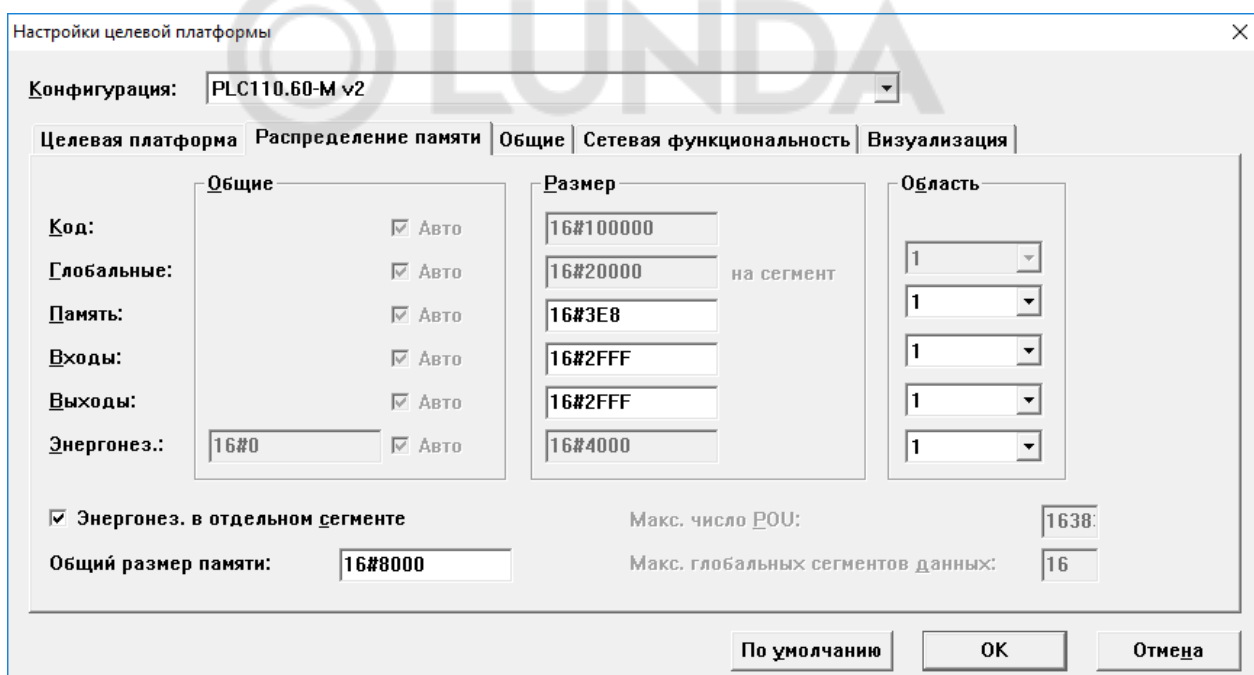 LUNDA
Настройки целевой платформы
Конфигурация: PLC110.60-M v2
Целевая платформа Распределение памяти Общие Сетевая функциональность Визуализация
Общие Размер Область
Код: Авто 16#100000
Глобальные: Авто 16#20000 на сегмент 1
Память: Авто 16#3E8 1
Входы: Авто 16#2FFF 1
Выходы: Авто 16#2FFF 1
Энергонез.: 16#0 Авто 16#4000 1
Энергонез. в отдельном сегменте Макс. число POU:
Общий размер памяти: 16#8000 Макс. глобальных сегментов данных: 16
По умолчанию OK Отмена